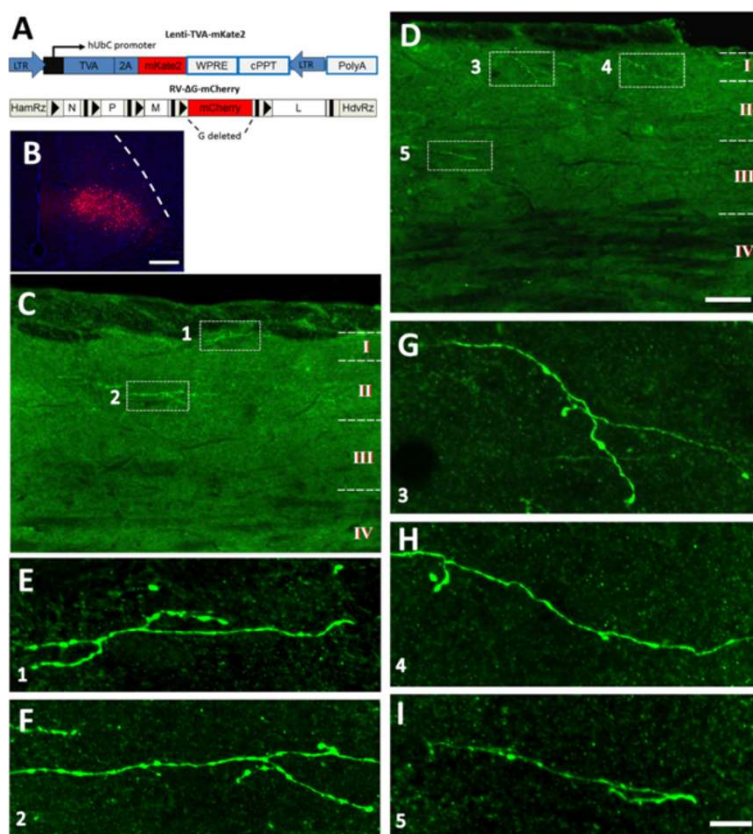 A
Lenti-TVA-mKate2
hUbC promoter
LTR TVA 2A mKate2 WPRE cPPT LTR PolyA
RV-ΔG-mCherry
HamRz N P M mCherry L HdvRz
G deleted
B
C
1
2
I
II
III
IV
D
3
4
5
I
II
III
IV
E
1
F
2
G
3
H
4
I
5